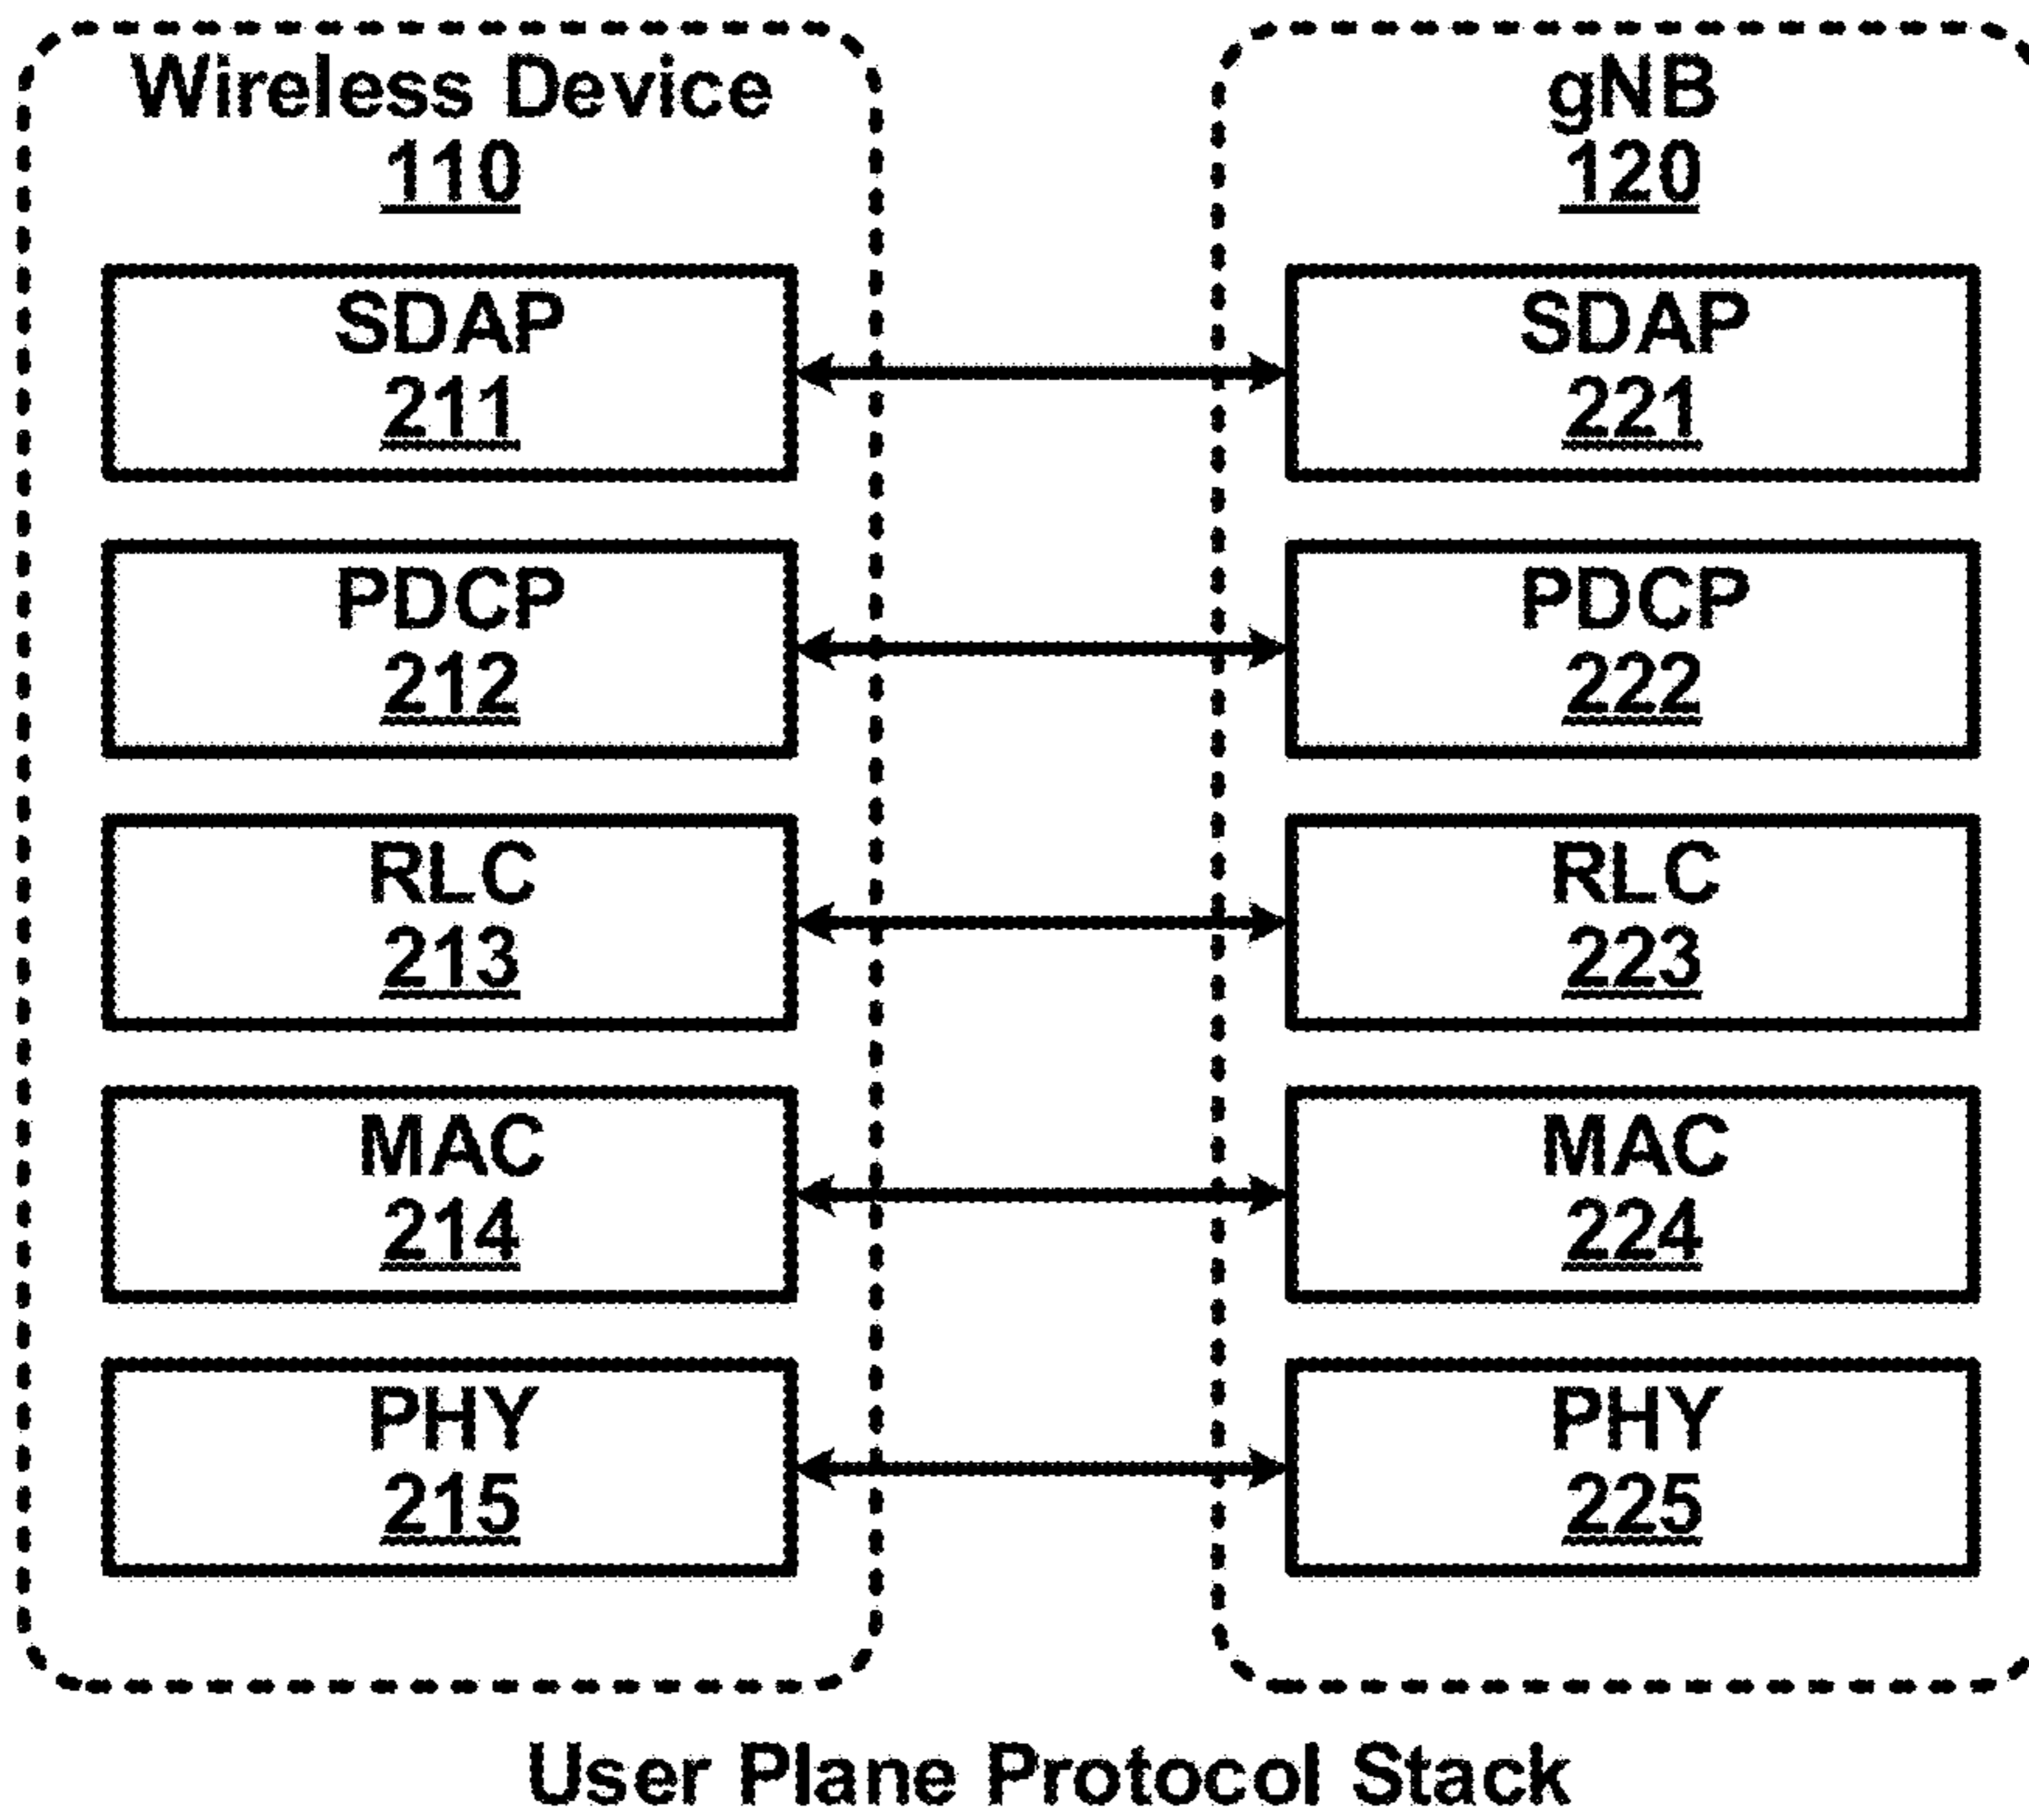 Wireless Device
110
gNB
120
SDAP
211
SDAP
221
PDCP
212
PDCP
222
RLC
213
RLC
223
MAC
214
MAC
224
PHY
215
PHY
225
User Plane Protocol Stack